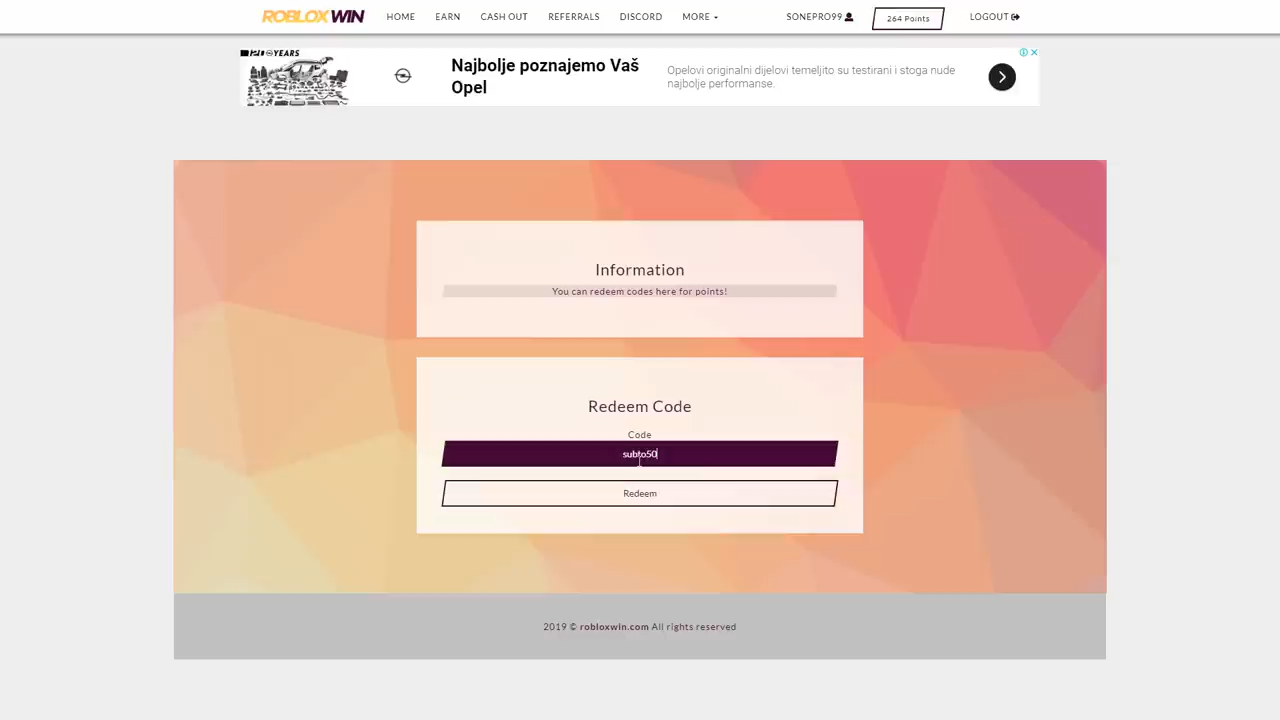 ROBLOX WIN HOME EARN CASH OUT REFERRALS DISCORD MORE SONEPRO99 264 Points LOGOUT
YEARS
Najbolje poznajemo Vaš
Opel
Opelovi originalni dijelovi temeljito su testirani i stoga nude
najbolje performanse.
Information
You can redeem codes here for points!
Redeem Code
Code
subto50
Redeem
2019 © robloxwin.com All rights reserved